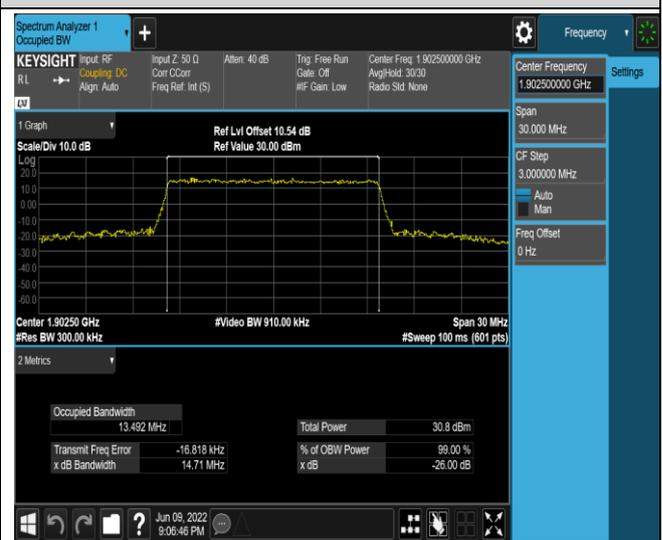 Spectrum Analyzer 1
Occupied BW
Frequency
KEYSIGHT
RL
LXI
Input: RF
Coupling: DC
Align: Auto
Input Z: 50 Ω
Corr CCorr
Freq Ref: Int (S)
Atten: 40 dB
Trig: Free Run
Gate: Off
#IF Gain: Low
Center Freq: 1.902500000 GHz
Avg|Hold: 30/30
Radio Std: None
Center Frequency
1.902500000 GHz
Settings
Span
30.000 MHz
CF Step
3.000000 MHz
Auto
Man
Freq Offset
0 Hz
1 Graph
Scale/Div 10.0 dB
Ref Lvl Offset 10.54 dB
Ref Value 30.00 dBm
Log
20.0
10.0
0.00
-10.0
-20.0
-30.0
-40.0
-50.0
-60.0
Center 1.90250 GHz
#Res BW 300.00 kHz
#Video BW 910.00 kHz
Span 30 MHz
#Sweep 100 ms (601 pts)
2 Metrics
Occupied Bandwidth
13.492 MHz
Total Power 30.8 dBm
Transmit Freq Error -16.818 kHz
% of OBW Power 99.00 %
x dB Bandwidth 14.71 MHz
x dB -26.00 dB
Jun 09, 2022
9:06:46 PM